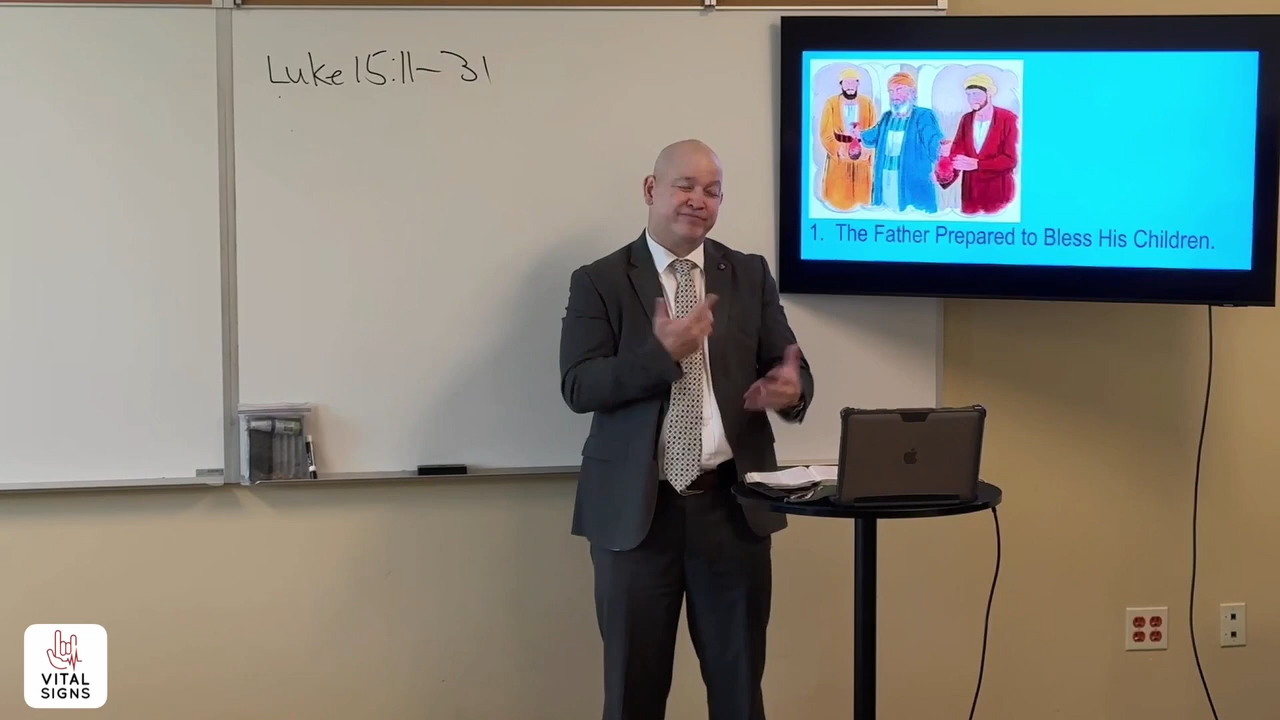 Luke 15:11-31
1. The Father Prepared to Bless His Children.
VITAL
SIGNS